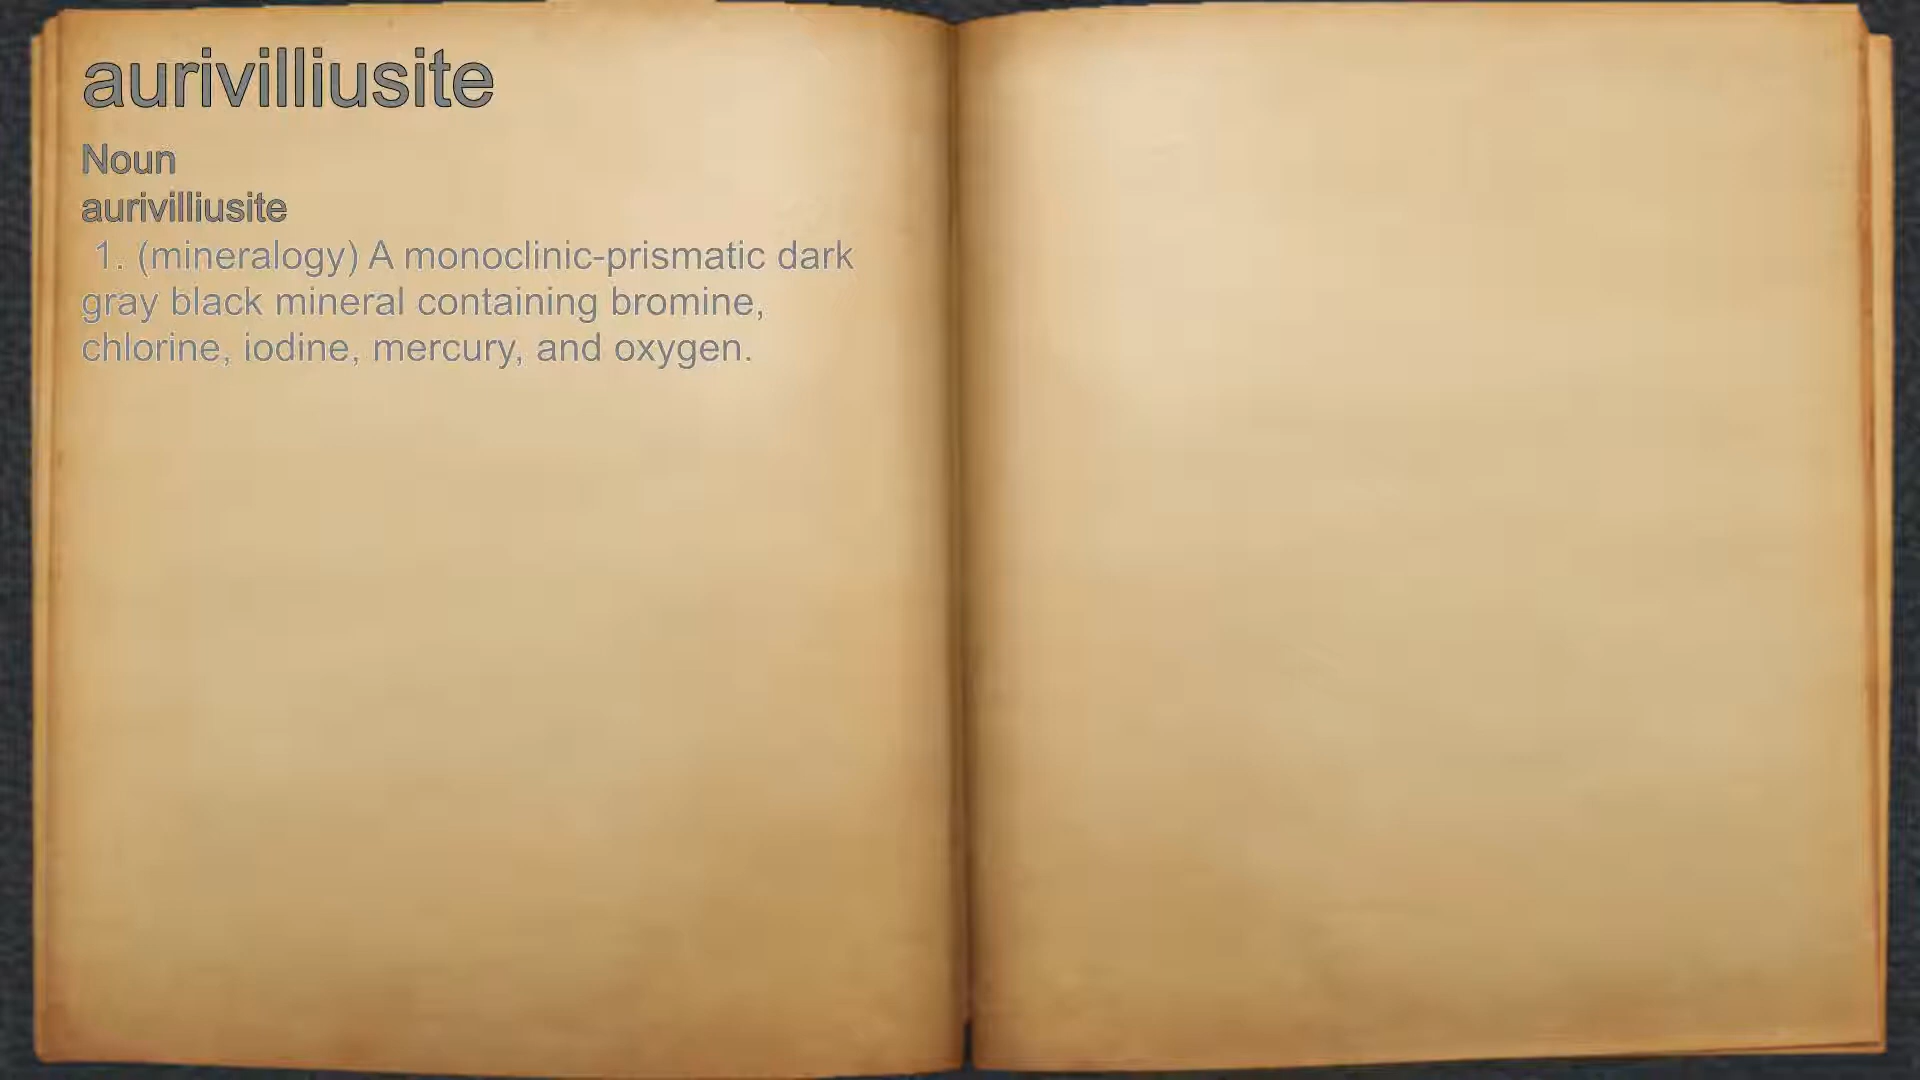 aurivilliusite
Noun
aurivilliusite
1. (mineralogy) A monoclinic-prismatic dark
gray black mineral containing bromine,
chlorine, iodine, mercury, and oxygen.